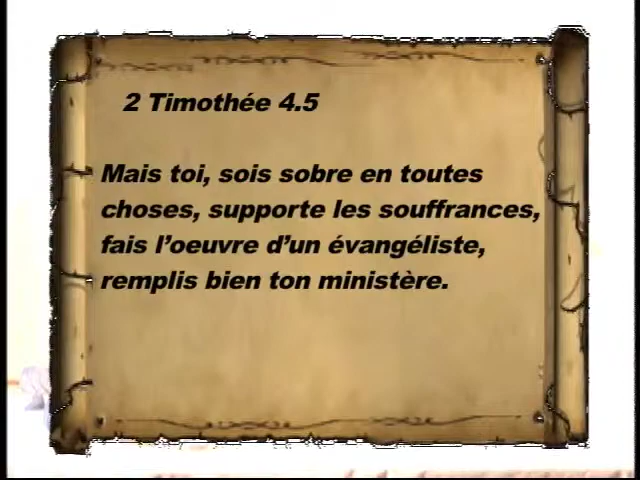 2 Timothée 4.5
Mais toi, sois sobre en toutes
choses, supporte les souffrances,
fais l'oeuvre d'un évangéliste,
remplis bien ton ministère.